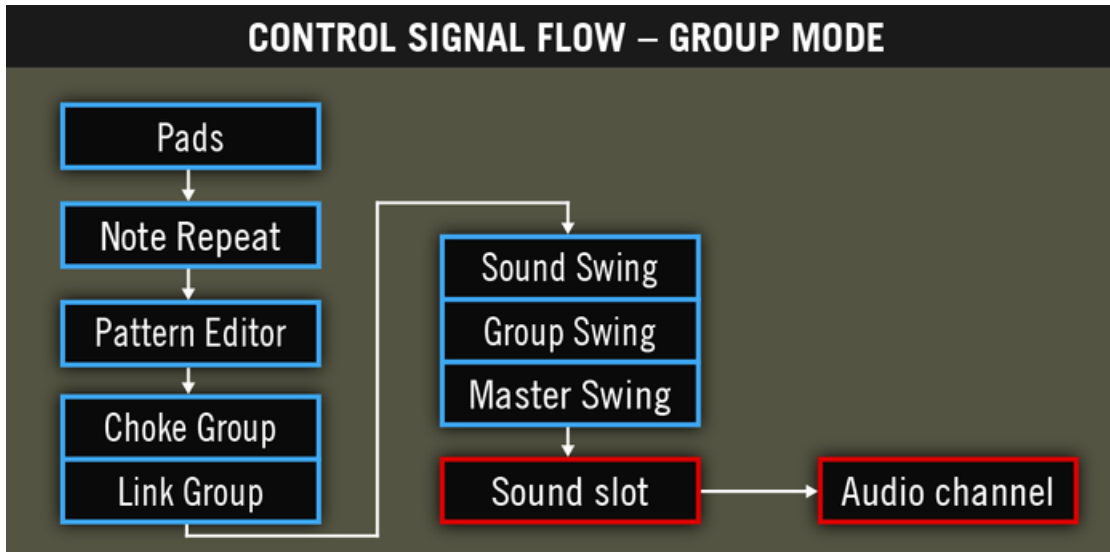 CONTROL SIGNAL FLOW – GROUP MODE
Pads
Note Repeat
Pattern Editor
Choke Group
Link Group
Sound Swing
Group Swing
Master Swing
Sound slot
Audio channel